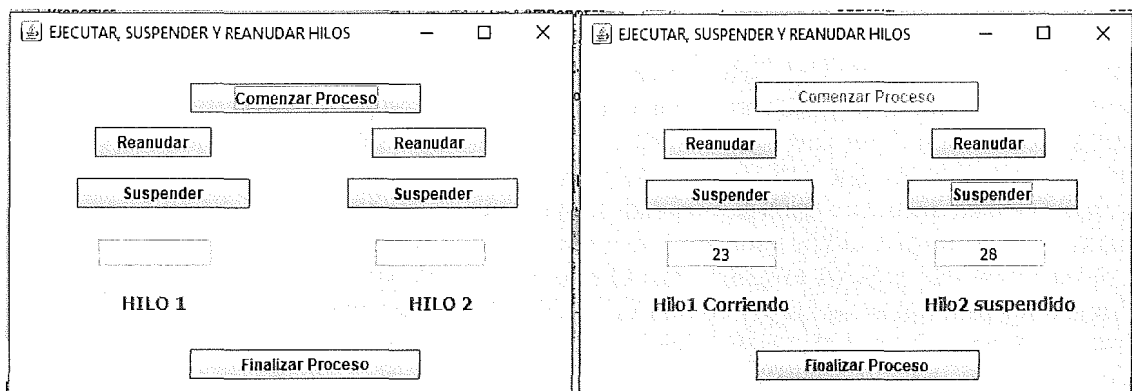 EJECUTAR, SUSPENDER Y REANUDAR HILOS
Comenzar Proceso
Reanudar Reanudar
Suspender Suspender
HILO 1 HILO 2
Finalizar Proceso
EJECUTAR, SUSPENDER Y REANUDAR HILOS
Comenzar Proceso
Reanudar Reanudar
Suspender Suspender
23 28
Hilo1 Corriendo Hilo2 suspendido
Finalizar Proceso